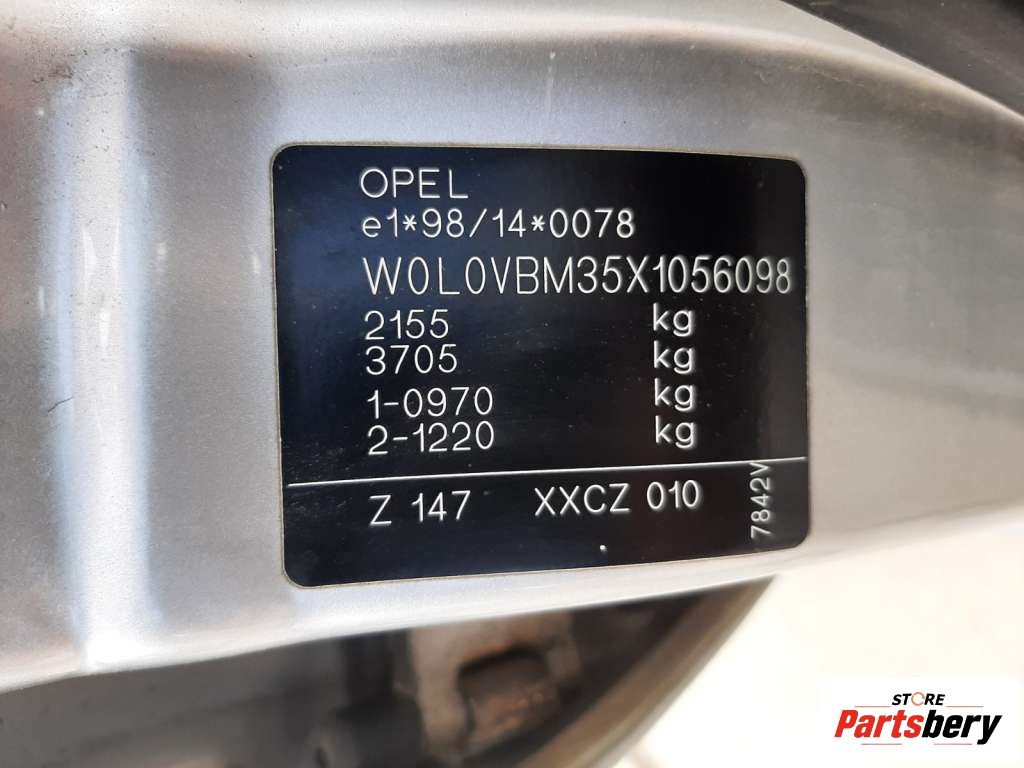 OPEL
e1*98/14*0078
W0L0VBM35X1056098
2155 kg
3705 kg
1-0970 kg
2-1220 kg
Z 147 XXCZ 010
7842V
STORE
Partsbery